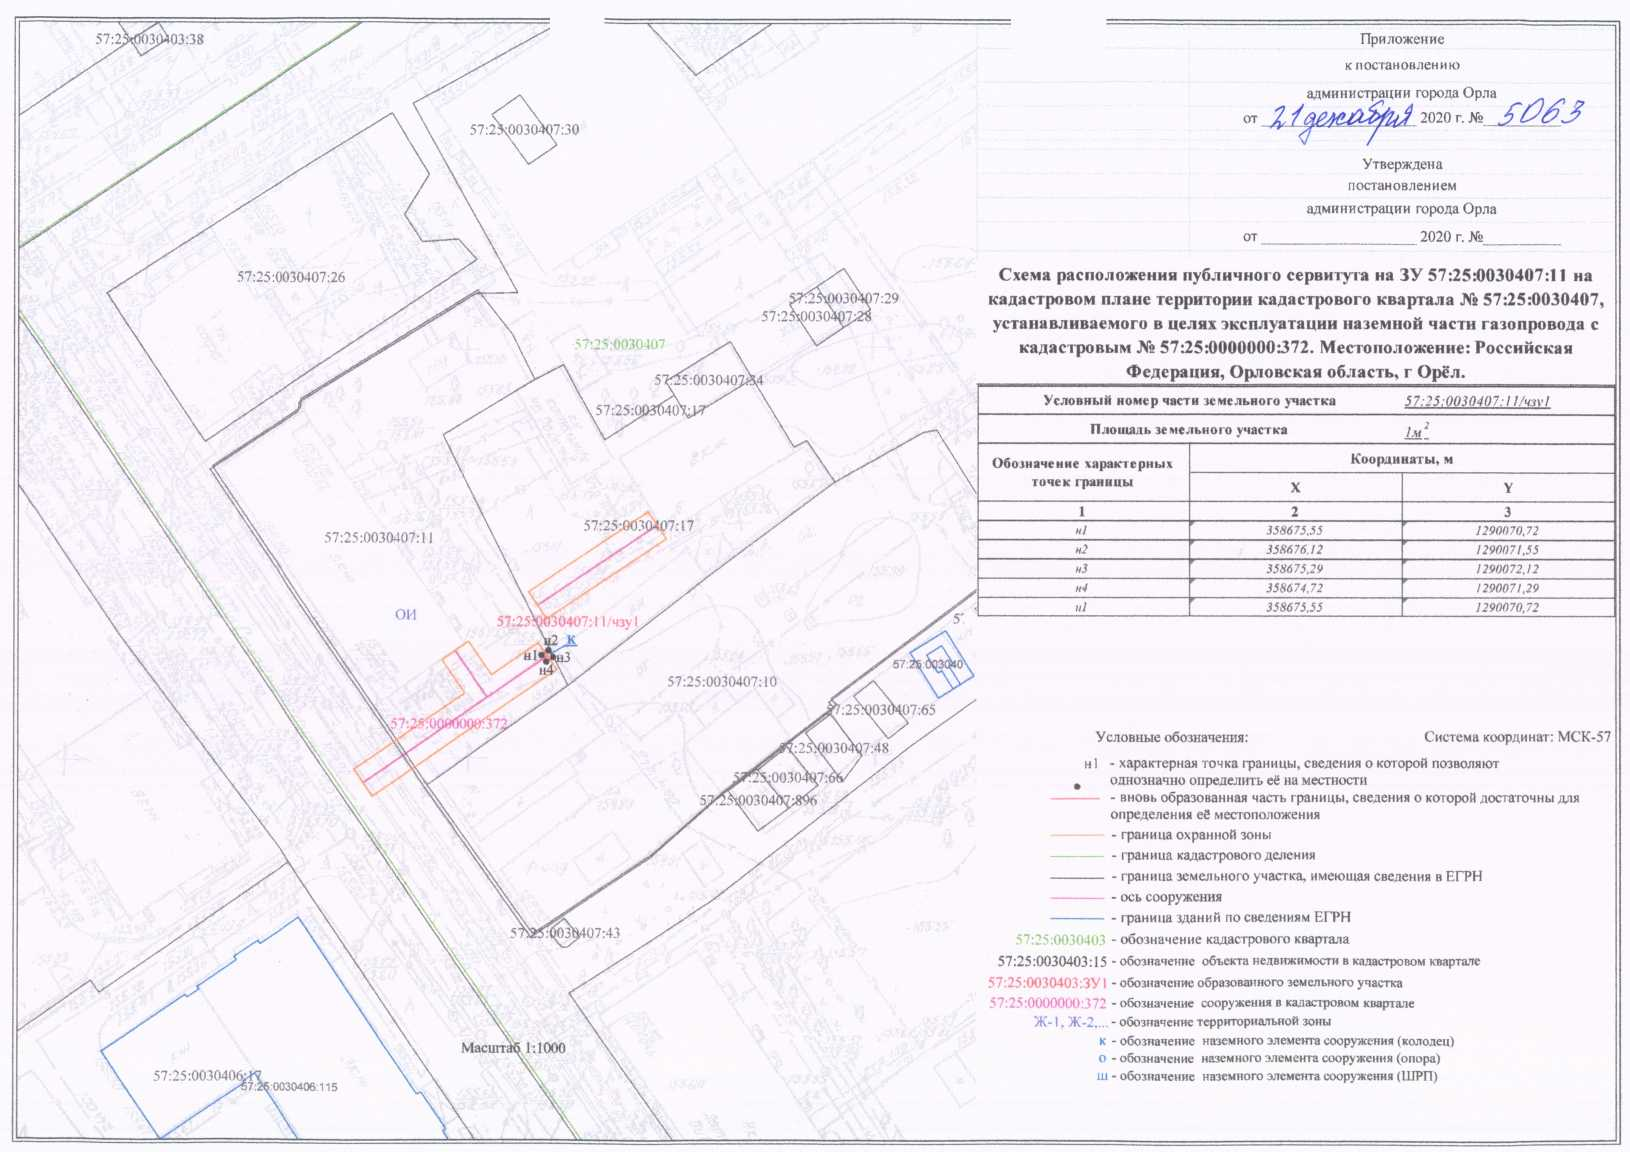 Приложение
к постановлению
администрации города Орла
от 21 декабря 2020 г. № 5063
Утверждена
постановлением
администрации города Орла
от ____________ 2020 г. №__________
Схема расположения публичного сервитута на ЗУ 57:25:0030407:11 на
кадастровом плане территории кадастрового квартала № 57:25:0030407,
устанавливаемого в целях эксплуатации наземной части газопровода с
кадастровым № 57:25:0000000:372. Местоположение: Российская
Федерация, Орловская область, г Орёл.
Условный номер части земельного участка 57:25:0030407:11/чзу1
Площадь земельного участка 1м²
Обозначение характерных
точек границы
Координаты, м
X Y
1 2 3
н1 358675,55 1290070,72
н2 358676,12 1290071,55
н3 358675,29 1290072,12
н4 358674,72 1290071,29
н1 358675,55 1290070,72
57:25:0030403:38
57:25:0030407:30
57:25:0030407:26
57:25:0030407:29
57:25:0030407:28
57:25:0030407
57:25:0030407:34
57:25:0030407:17
57:25:0030407:17
57:25:0030407:11
ОИ
57:25:0030407:11/чзу1
н2 к
н1 н3
н4
57:25:003040
57:25:0030407:10
57:25:0030407:65
57:25:0000000:372
57:25:0030407:48
57:25:0030407:66
57:25:0030407:896
57:25:0030407:43
Масштаб 1:1000
57:25:0030406:17
57:25:0030406:115
Условные обозначения: Система координат: МСК-57
н1 - характерная точка границы, сведения о которой позволяют
однозначно определить её на местности
- вновь образованная часть границы, сведения о которой достаточны для
определения её местоположения
- граница охранной зоны
- граница кадастрового деления
- граница земельного участка, имеющая сведения в ЕГРН
- ось сооружения
- граница зданий по сведениям ЕГРН
57:25:0030403 - обозначение кадастрового квартала
57:25:0030403:15 - обозначение объекта недвижимости в кадастровом квартале
57:25:0030403:ЗУ1 - обозначение образованного земельного участка
57:25:0000000:372 - обозначение сооружения в кадастровом квартале
Ж-1, Ж-2,... - обозначение территориальной зоны
к - обозначение наземного элемента сооружения (колодец)
о - обозначение наземного элемента сооружения (опора)
ш - обозначение наземного элемента сооружения (ШРП)